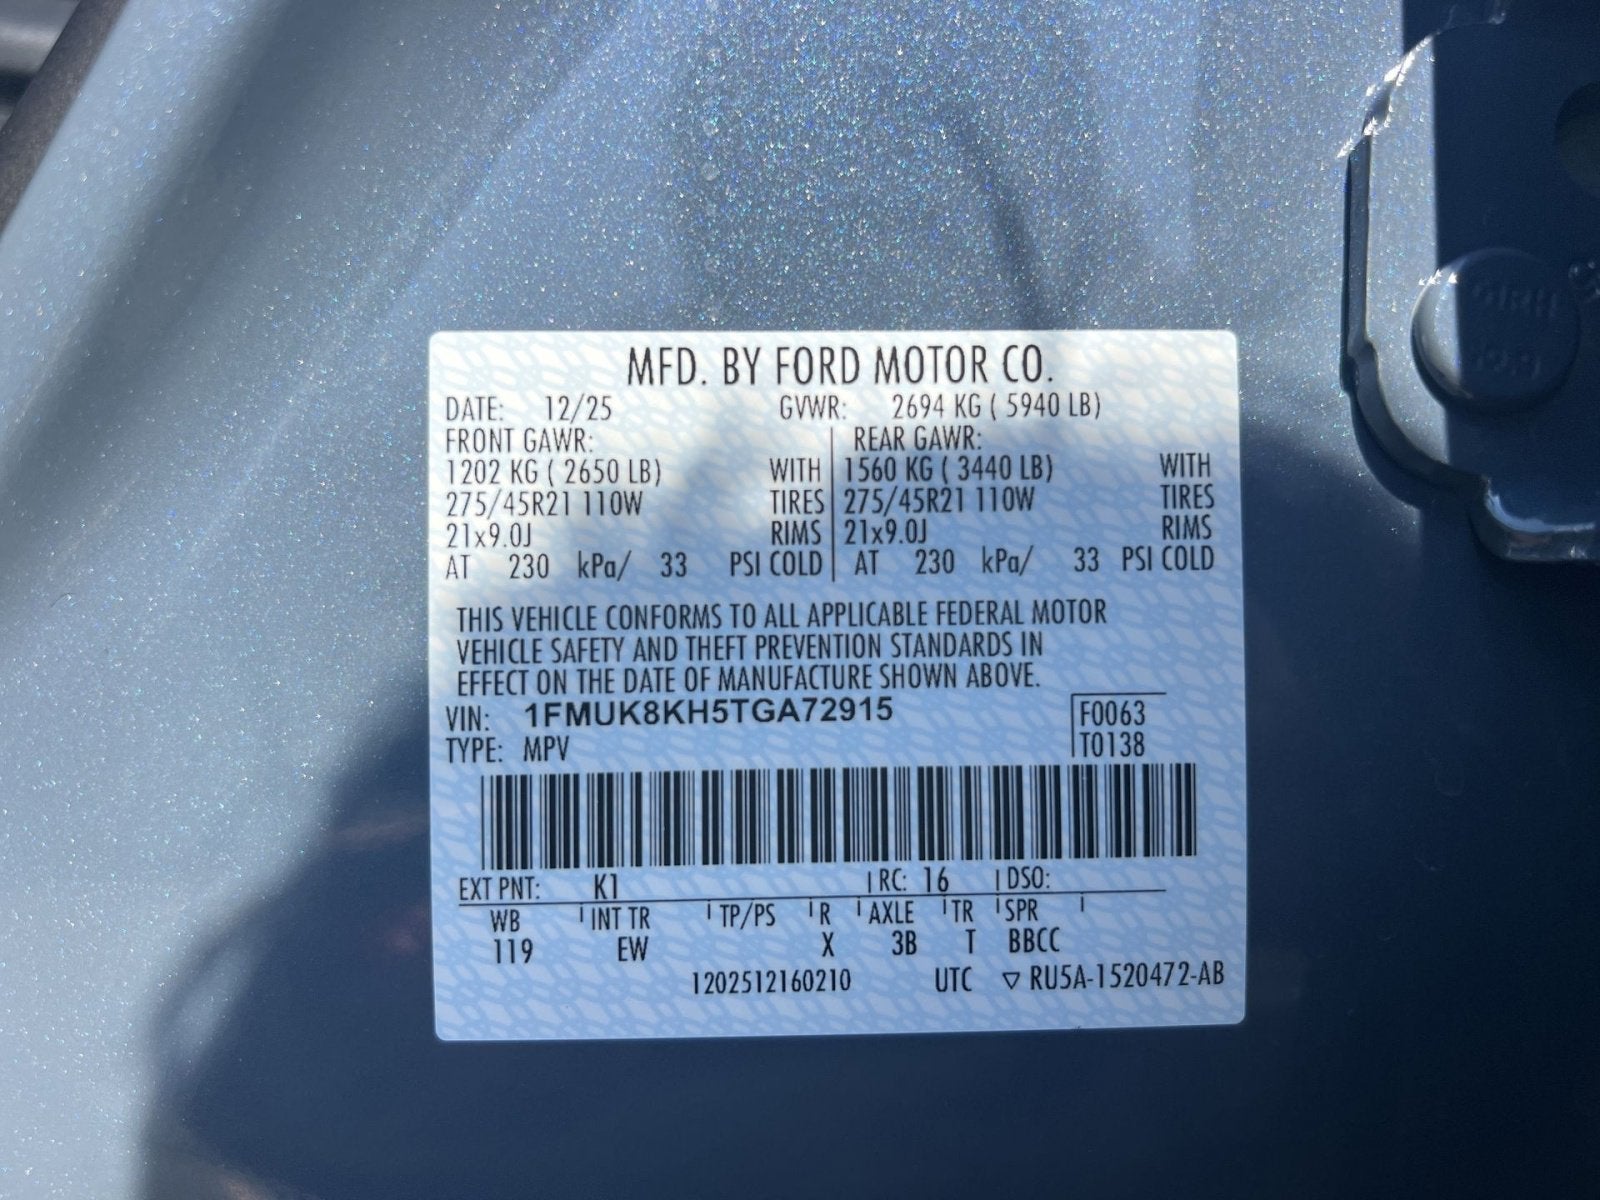 MFD. BY FORD MOTOR CO.
DATE: 12/25 GVWR: 2694 KG ( 5940 LB)
FRONT GAWR: REAR GAWR:
1202 KG ( 2650 LB) WITH 1560 KG ( 3440 LB) WITH
275/45R21 110W TIRES 275/45R21 110W TIRES
21x9.0J RIMS 21x9.0J RIMS
AT 230 kPa/ 33 PSI COLD AT 230 kPa/ 33 PSI COLD
THIS VEHICLE CONFORMS TO ALL APPLICABLE FEDERAL MOTOR
VEHICLE SAFETY AND THEFT PREVENTION STANDARDS IN
EFFECT ON THE DATE OF MANUFACTURE SHOWN ABOVE.
VIN: 1FMUK8KH5TGA72915 F0063
TYPE: MPV T0138
EXT PNT: K1 RC: 16 DSO:
WB INT TR TP/PS R AXLE TR SPR
119 EW X 3B T BBCC
1202512160210 UTC ▽ RU5A-1520472-AB